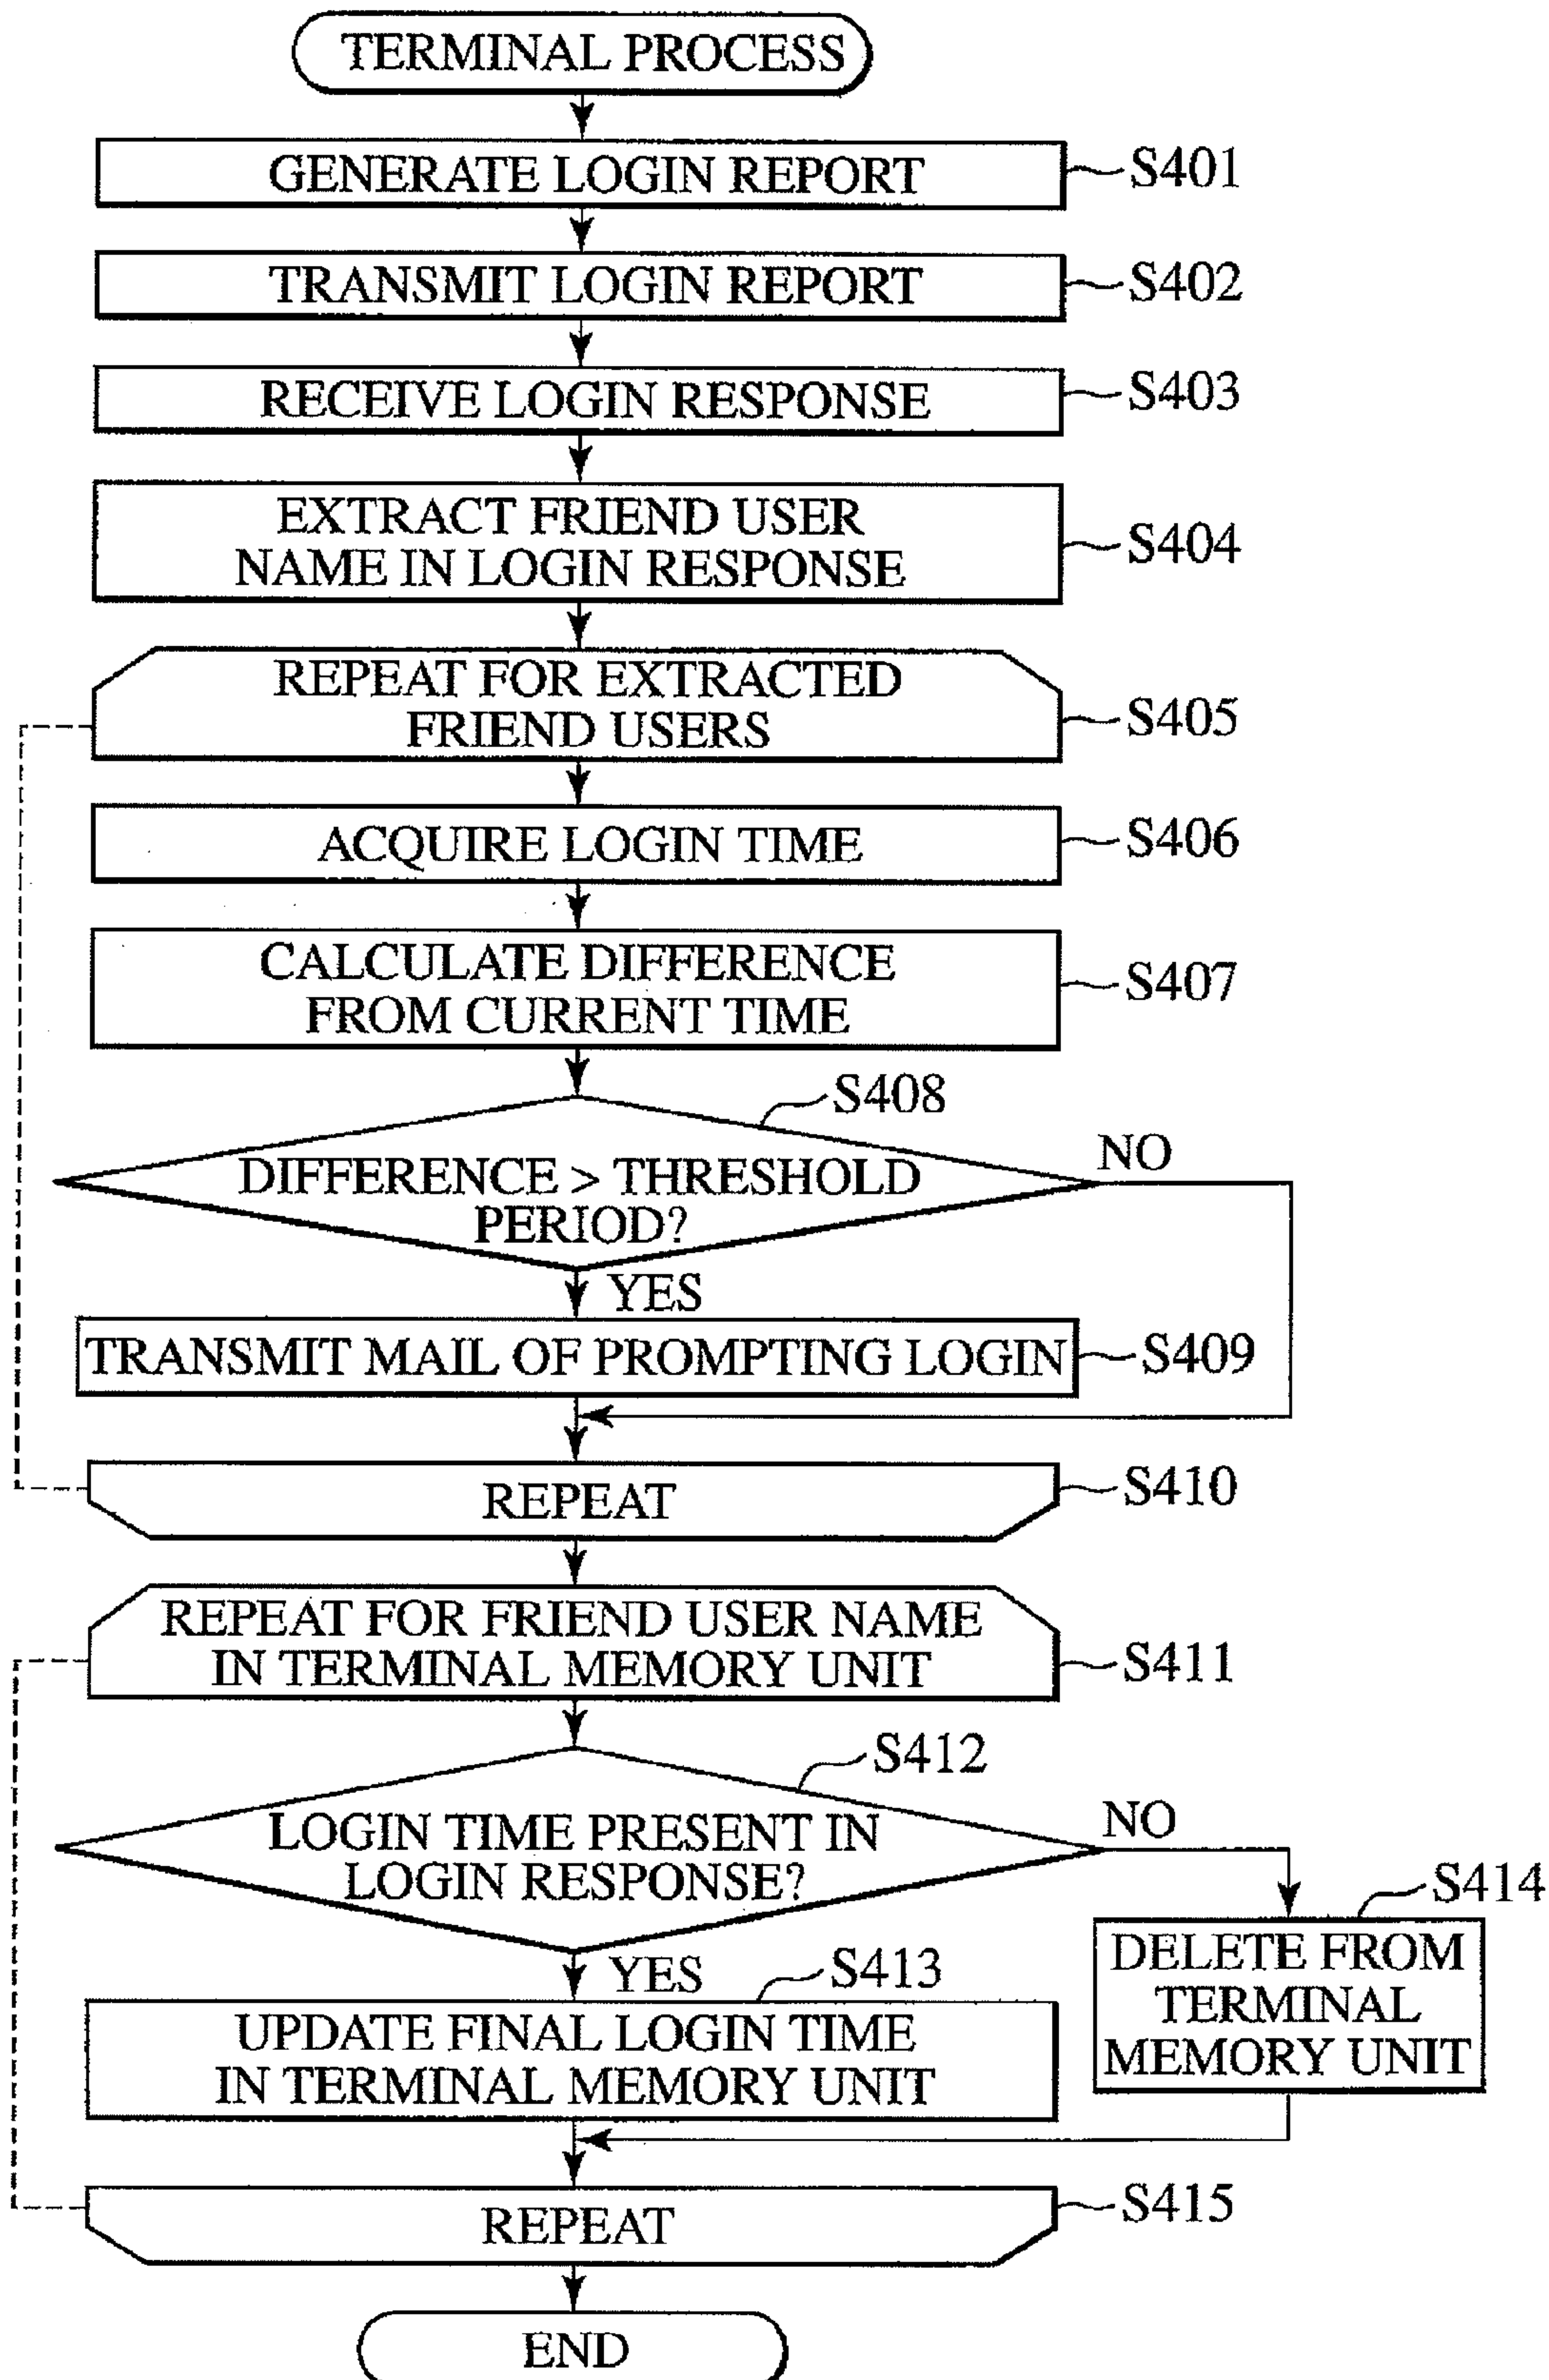 TERMINAL PROCESS
GENERATE LOGIN REPORT
S401
TRANSMIT LOGIN REPORT
S402
RECEIVE LOGIN RESPONSE
S403
EXTRACT FRIEND USER
NAME IN LOGIN RESPONSE
S404
REPEAT FOR EXTRACTED
FRIEND USERS
S405
ACQUIRE LOGIN TIME
S406
CALCULATE DIFFERENCE
FROM CURRENT TIME
S407
S408
DIFFERENCE > THRESHOLD
PERIOD?
NO
YES
TRANSMIT MAIL OF PROMPTING LOGIN
S409
REPEAT
S410
REPEAT FOR FRIEND USER NAME
IN TERMINAL MEMORY UNIT
S411
S412
LOGIN TIME PRESENT IN
LOGIN RESPONSE?
NO
YES
S413
UPDATE FINAL LOGIN TIME
IN TERMINAL MEMORY UNIT
S414
DELETE FROM
TERMINAL
MEMORY UNIT
REPEAT
S415
END